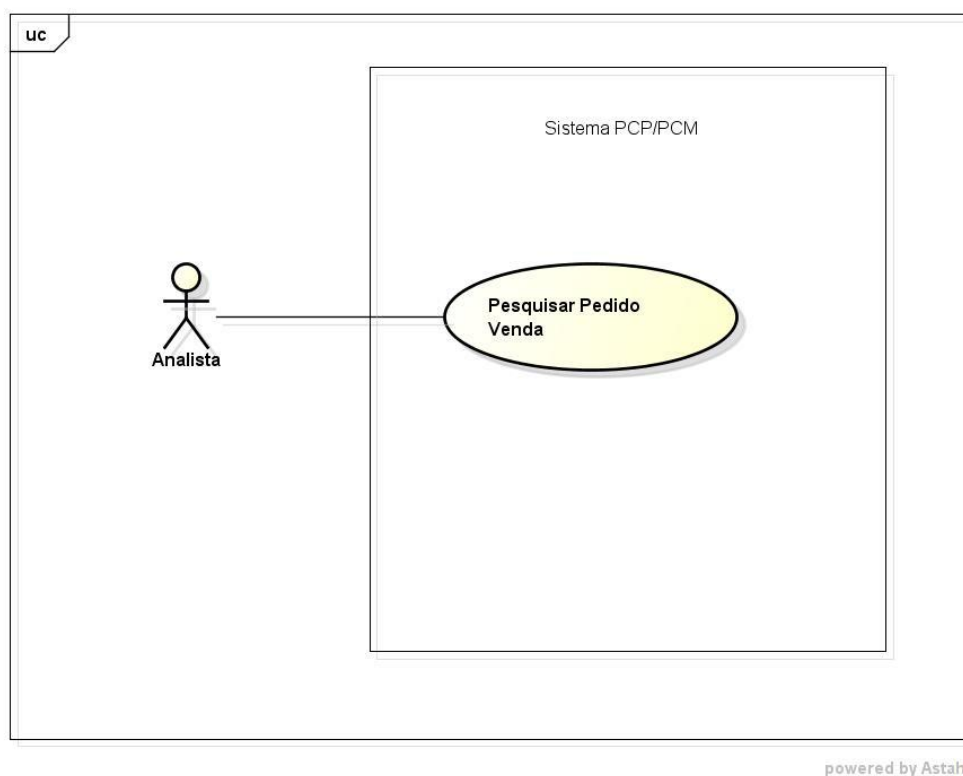 uc
Sistema PCP/PCM
Pesquisar Pedido
Venda
Analista
powered by Astah